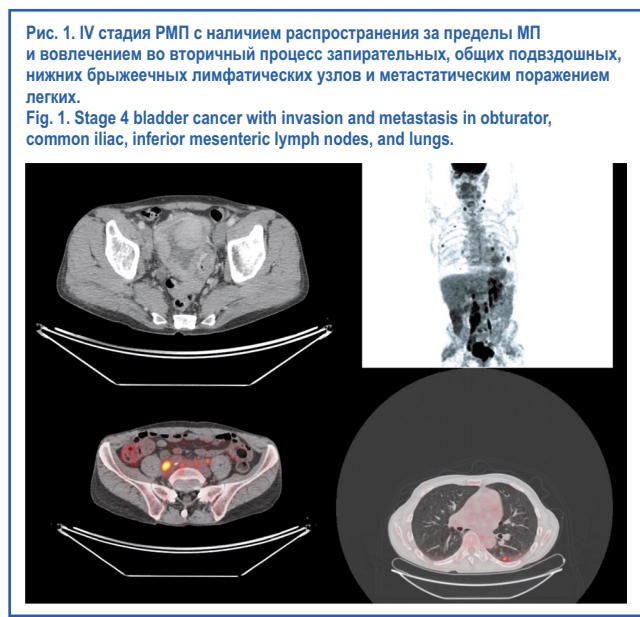 Рис. 1. IV стадия РМП с наличием распространения за пределы МП
и вовлечением во вторичный процесс запирательных, общих подвздошных,
нижних брыжеечных лимфатических узлов и метастатическим поражением
легких.
Fig. 1. Stage 4 bladder cancer with invasion and metastasis in obturator,
common iliac, inferior mesenteric lymph nodes, and lungs.